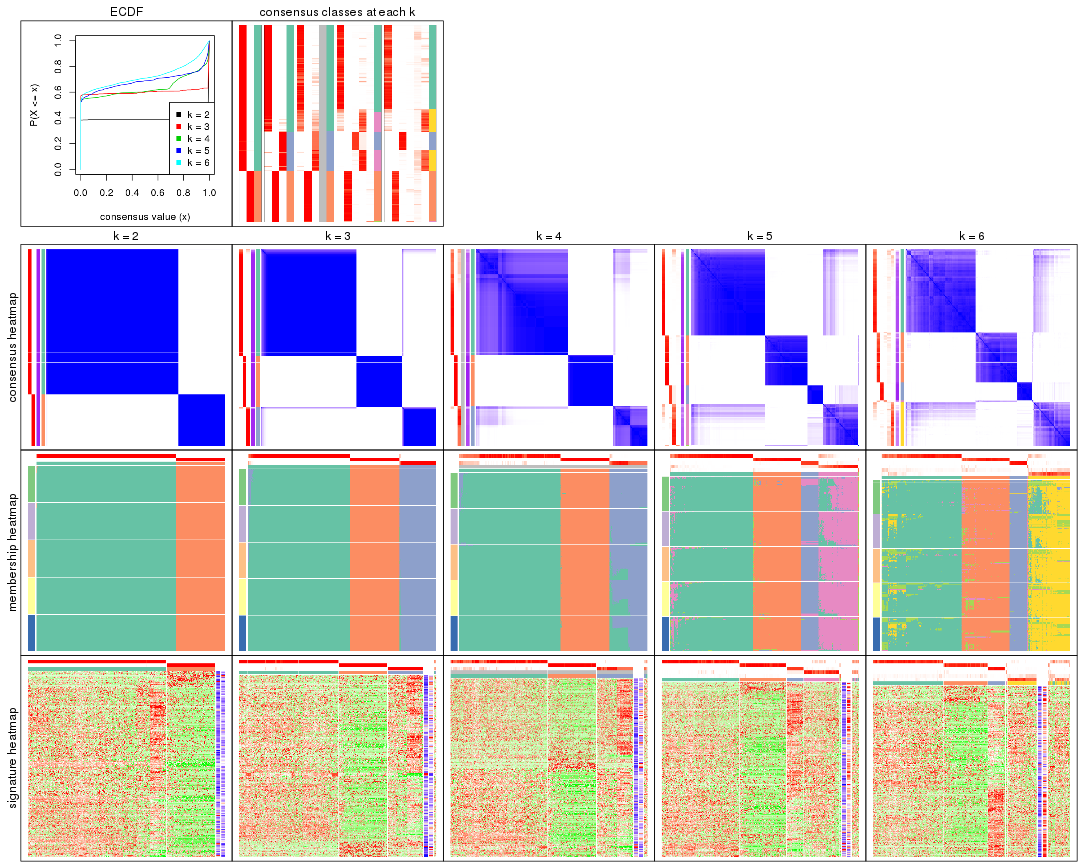 ECDF
consensus classes at each k
P(X <= x)
1.0
0.8
0.6
0.4
0.2
0.0
k = 2
k = 3
k = 4
k = 5
k = 6
0.0 0.2 0.4 0.6 0.8 1.0
consensus value (x)
k = 2
k = 3
k = 4
k = 5
k = 6
consensus heatmap
membership heatmap
signature heatmap